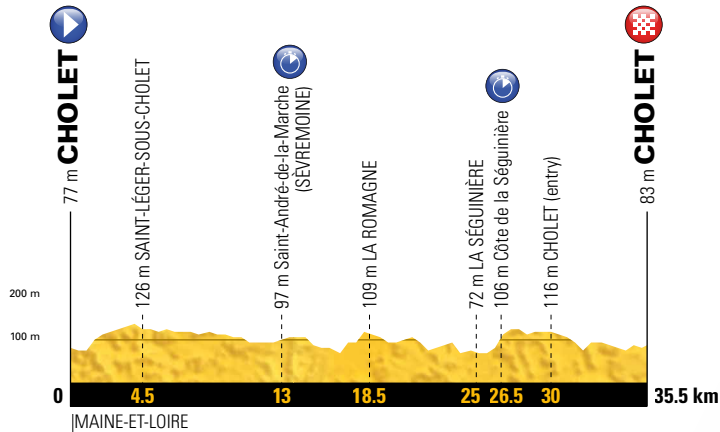 77 m CHOLET
126 m SAINT-LÉGER-SOUS-CHOLET
97 m Saint-André-de-la-Marche
(SÈVREMOINE)
109 m LA ROMAGNE
72 m LA SÉGUINIÈRE
106 m Côte de la Séguinière
116 m CHOLET (entry)
83 m CHOLET
200 m
100 m
0 4.5 13 18.5 25 26.5 30 35.5 km
|MAINE-ET-LOIRE